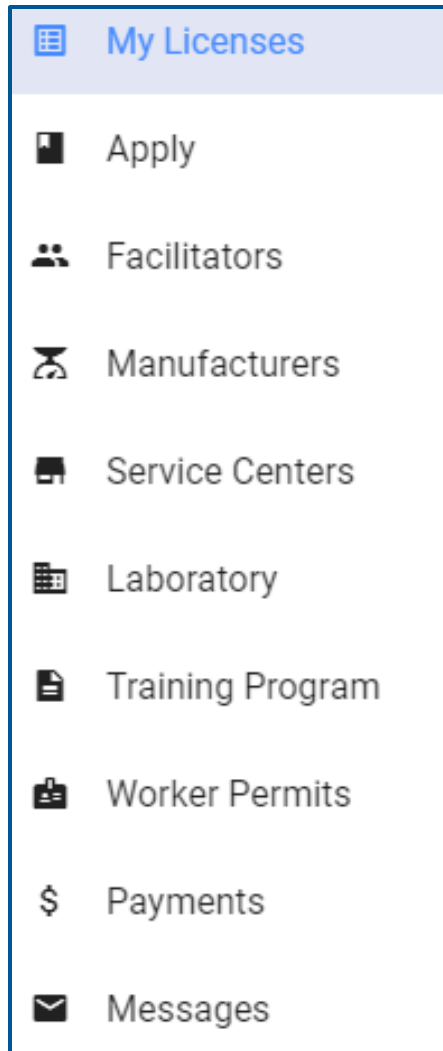 My Licenses
Apply
Facilitators
Manufacturers
Service Centers
Laboratory
Training Program
Worker Permits
$ Payments
Messages